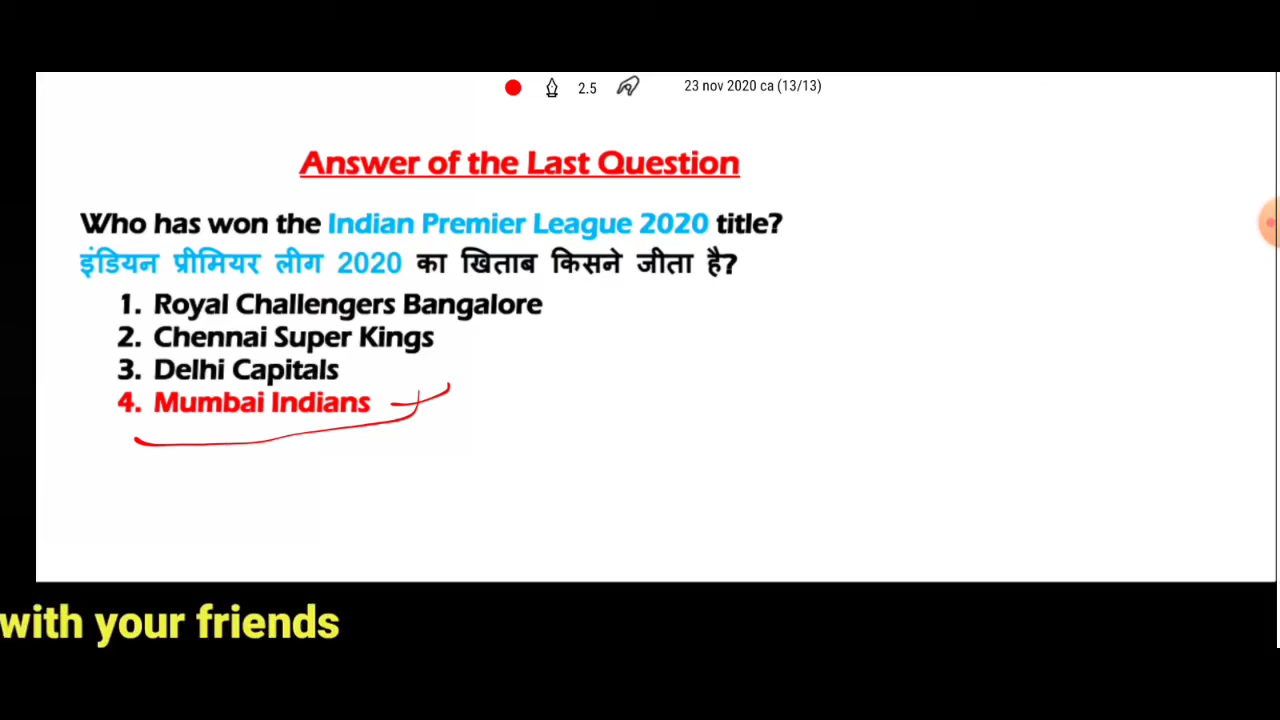 2.5 23 nov 2020 ca (13/13)
Answer of the Last Question
Who has won the Indian Premier League 2020 title?
इंडियन प्रीमियर लीग 2020 का खिताब किसने जीता है?
1. Royal Challengers Bangalore
2. Chennai Super Kings
3. Delhi Capitals
4. Mumbai Indians
with your friends